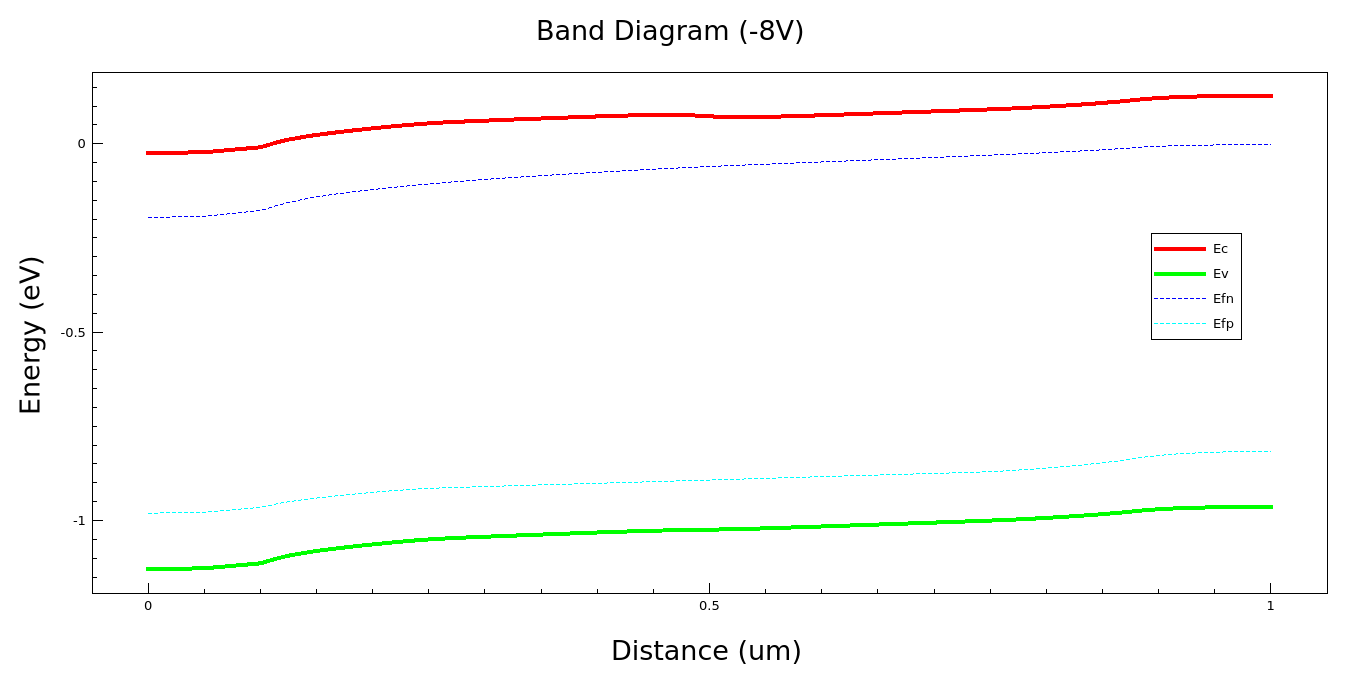 Band Diagram (-8V)
Energy (eV)
0
-0.5
-1
Ec
Ev
Efn
Efp
0
0.5
1
Distance (um)